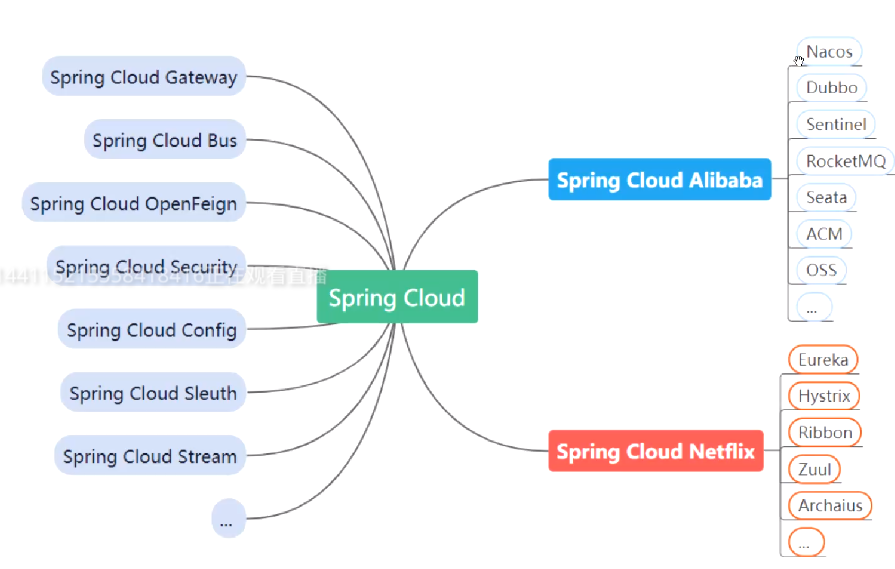 Spring Cloud Gateway
Spring Cloud Bus
Spring Cloud OpenFeign
Spring Cloud Security
Spring Cloud Config
Spring Cloud Sleuth
Spring Cloud Stream
...
Spring Cloud
Spring Cloud Alibaba
Nacos
Dubbo
Sentinel
RocketMQ
Seata
ACM
OSS
...
Spring Cloud Netflix
Eureka
Hystrix
Ribbon
Zuul
Archaius
...
正在观看直播